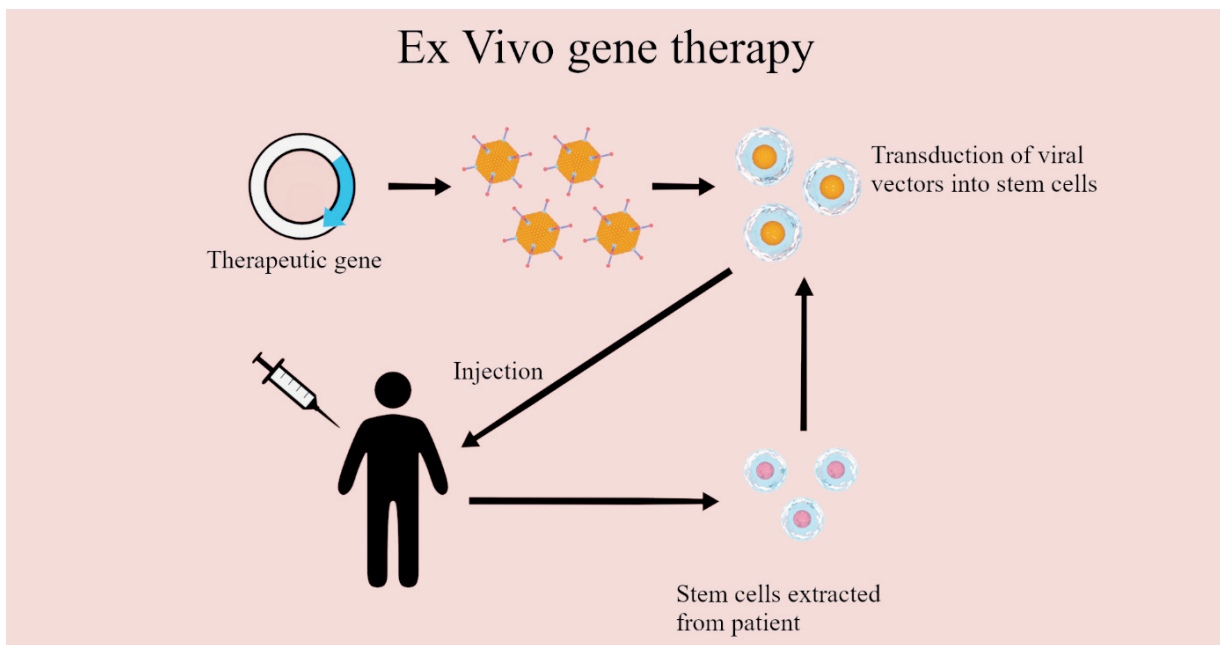 Ex Vivo gene therapy
Transduction of viral
vectors into stem cells
Therapeutic gene
Injection
Stem cells extracted
from patient